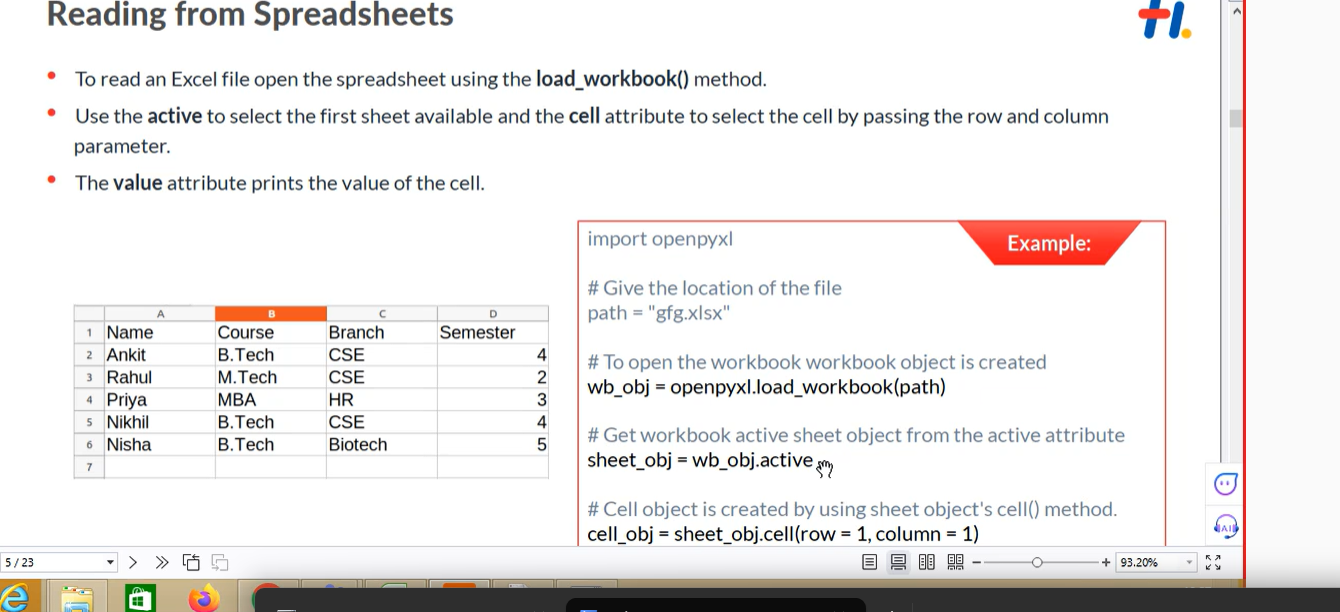 Reading from Spreadsheets
To read an Excel file open the spreadsheet using the load_workbook() method.
Use the active to select the first sheet available and the cell attribute to select the cell by passing the row and column
parameter.
The value attribute prints the value of the cell.
A B C D
1 Name Course Branch Semester
2 Ankit B.Tech CSE 4
3 Rahul M.Tech CSE 2
4 Priya MBA HR 3
5 Nikhil B.Tech CSE 4
6 Nisha B.Tech Biotech 5
7
Example:
import openpyxl
# Give the location of the file
path = "gfg.xlsx"
# To open the workbook workbook object is created
wb_obj = openpyxl.load_workbook(path)
# Get workbook active sheet object from the active attribute
sheet_obj = wb_obj.active
# Cell object is created by using sheet object's cell() method.
cell_obj = sheet_obj.cell(row = 1, column = 1)
AI
5 / 23
93.20%